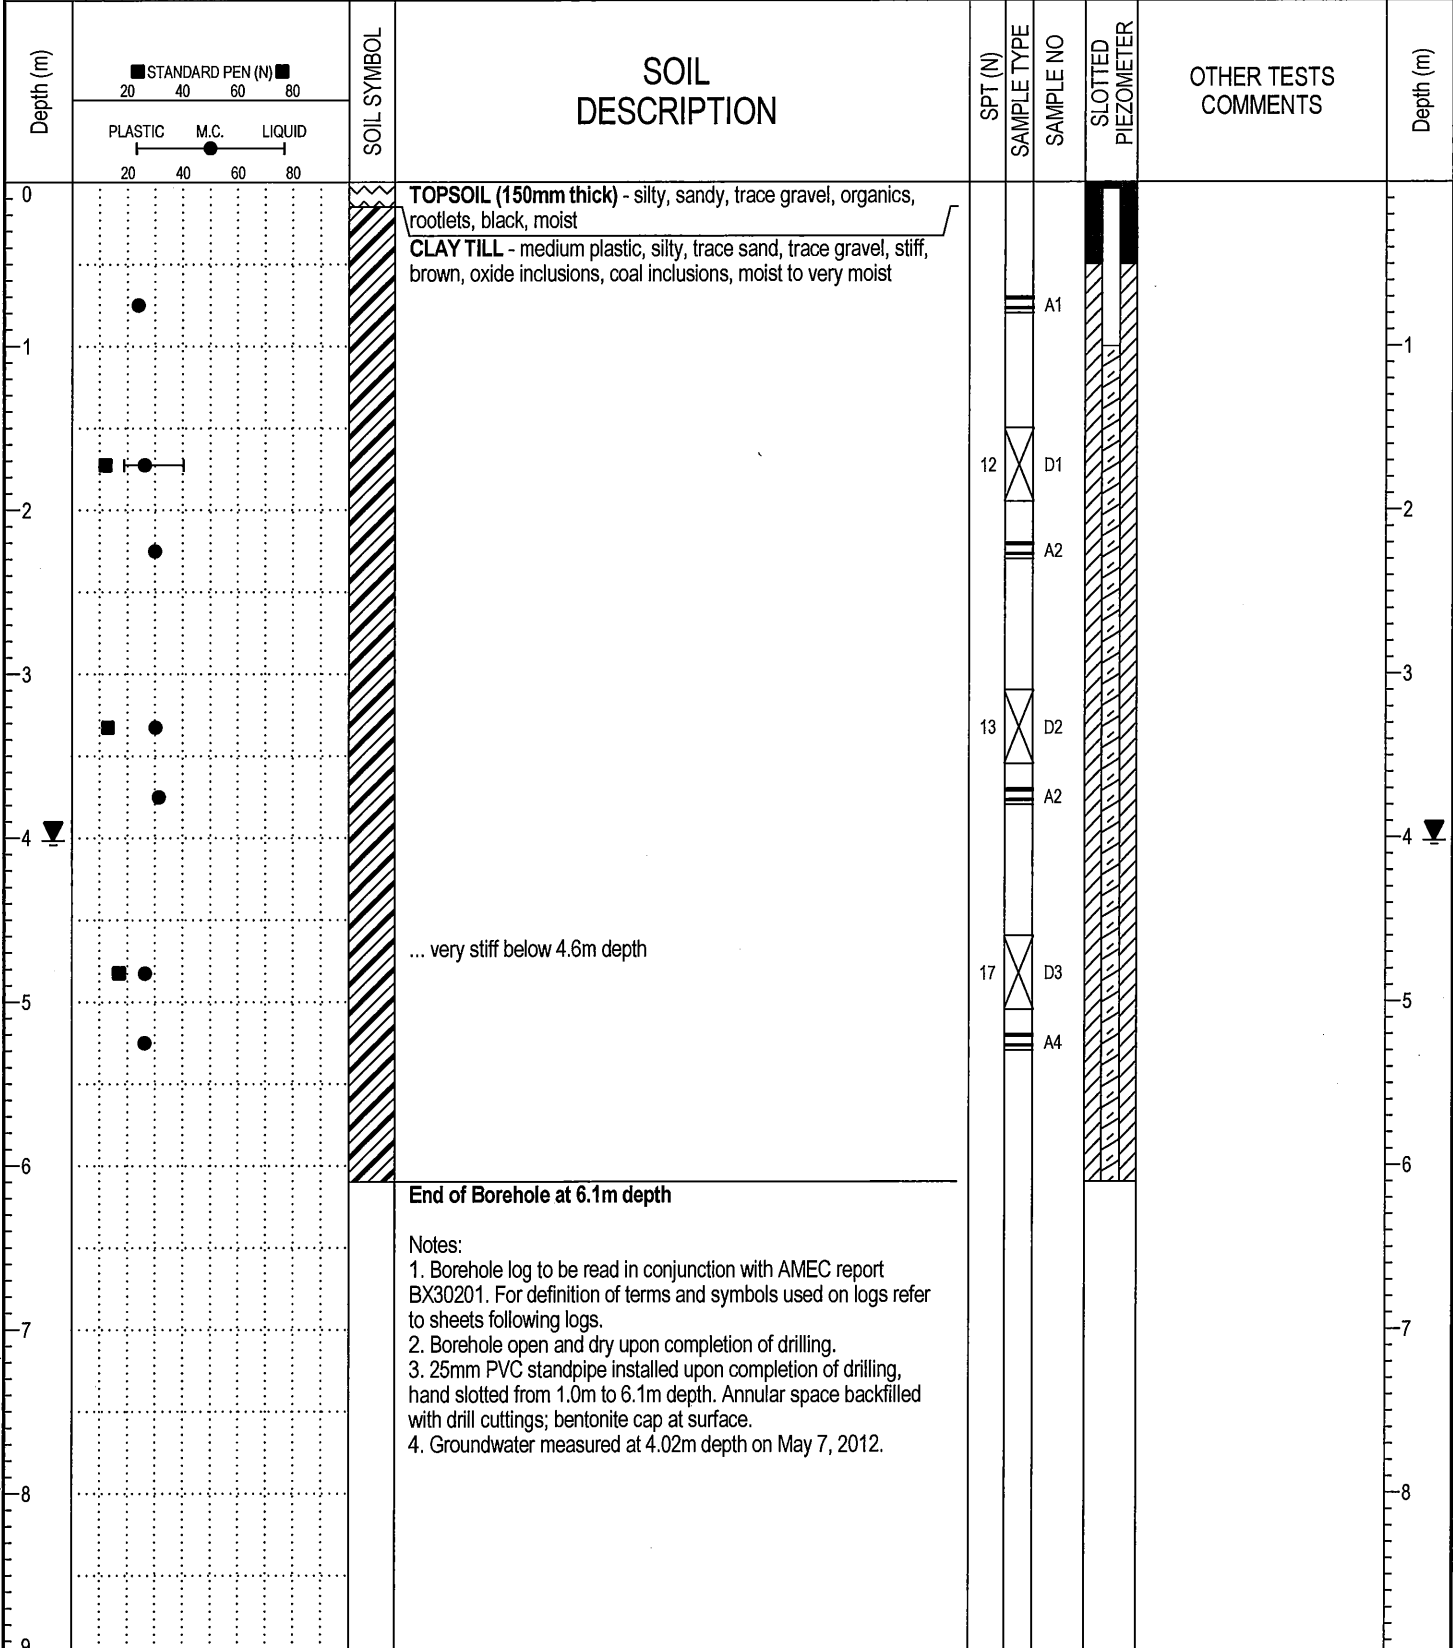 Depth (m)
STANDARD PEN (N)
20 40 60 80
PLASTIC M.C. LIQUID
20 40 60 80
SOIL SYMBOL
SOIL
DESCRIPTION
SPT (N)
SAMPLE TYPE
SAMPLE NO
SLOTTED
PIEZOMETER
OTHER TESTS
COMMENTS
Depth (m)
0
TOPSOIL (150mm thick) - silty, sandy, trace gravel, organics,
rootlets, black, moist
CLAY TILL - medium plastic, silty, trace sand, trace gravel, stiff,
brown, oxide inclusions, coal inclusions, moist to very moist
A1
1 1
12 D1
2 2
A2
3 3
13 D2
A2
4 4
... very stiff below 4.6m depth
17 D3
5 5
A4
6 6
End of Borehole at 6.1m depth
Notes:
1. Borehole log to be read in conjunction with AMEC report
BX30201. For definition of terms and symbols used on logs refer
to sheets following logs.
7 7
2. Borehole open and dry upon completion of drilling.
3. 25mm PVC standpipe installed upon completion of drilling,
hand slotted from 1.0m to 6.1m depth. Annular space backfilled
with drill cuttings; bentonite cap at surface.
4. Groundwater measured at 4.02m depth on May 7, 2012.
8 8
9